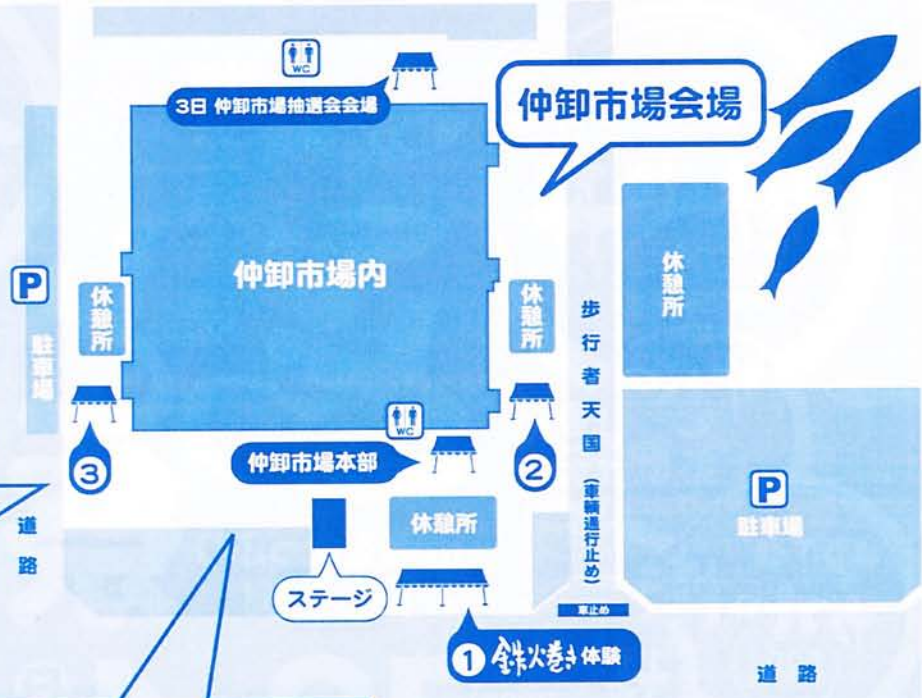 WC
3日 仲卸市場抽選会会場
仲卸市場会場
仲卸市場内
P
駐車場
休憩所
休憩所
休憩所
歩行者天国（車輌通行止め）
WC
仲卸市場本部
③
②
P
駐車場
道路
休憩所
ステージ
車止め
① 鉄火巻き体験
道路